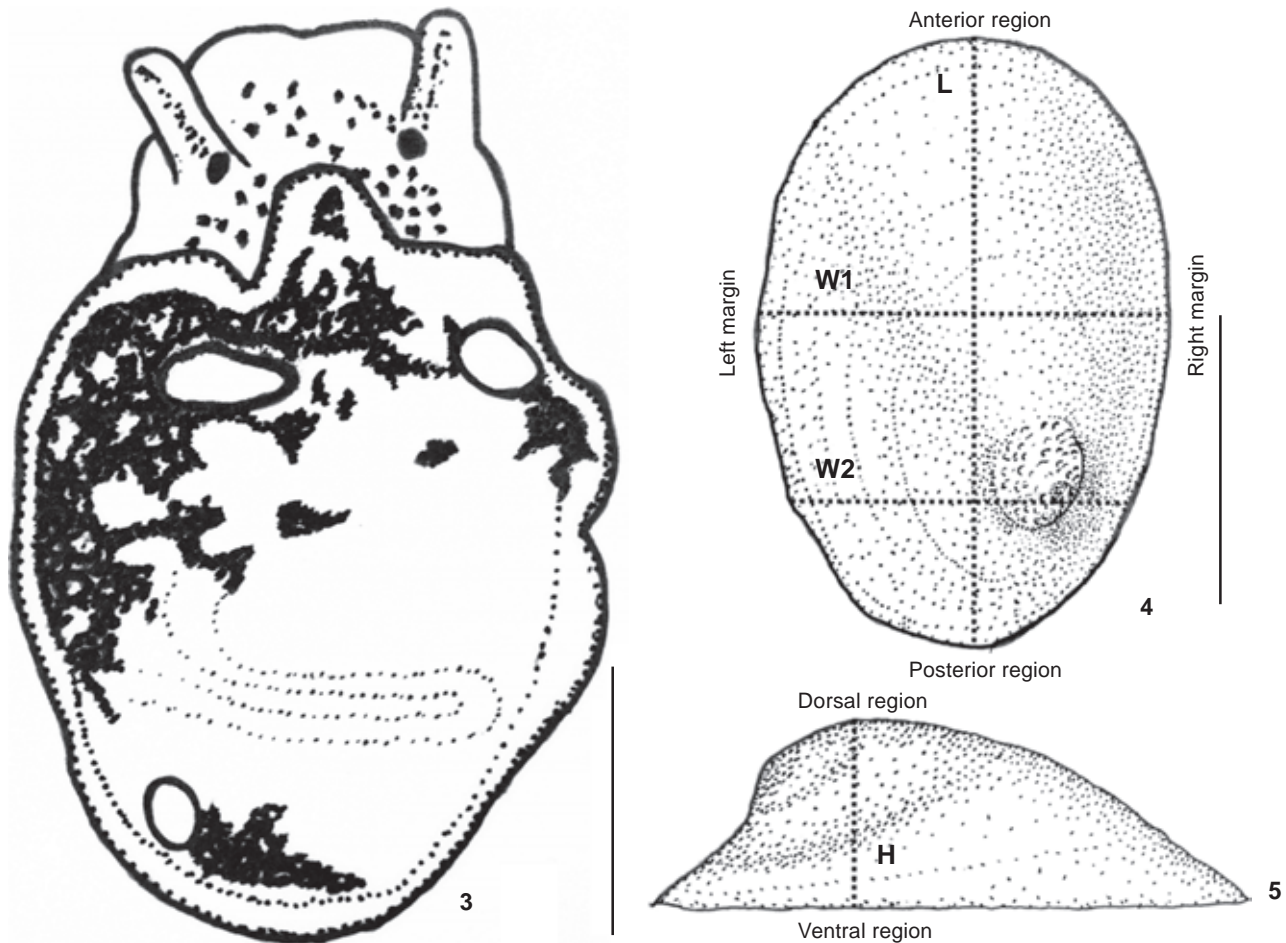 3
Anterior region
L
W1
Left margin
Right margin
W2
4
Posterior region
Dorsal region
H
5
Ventral region